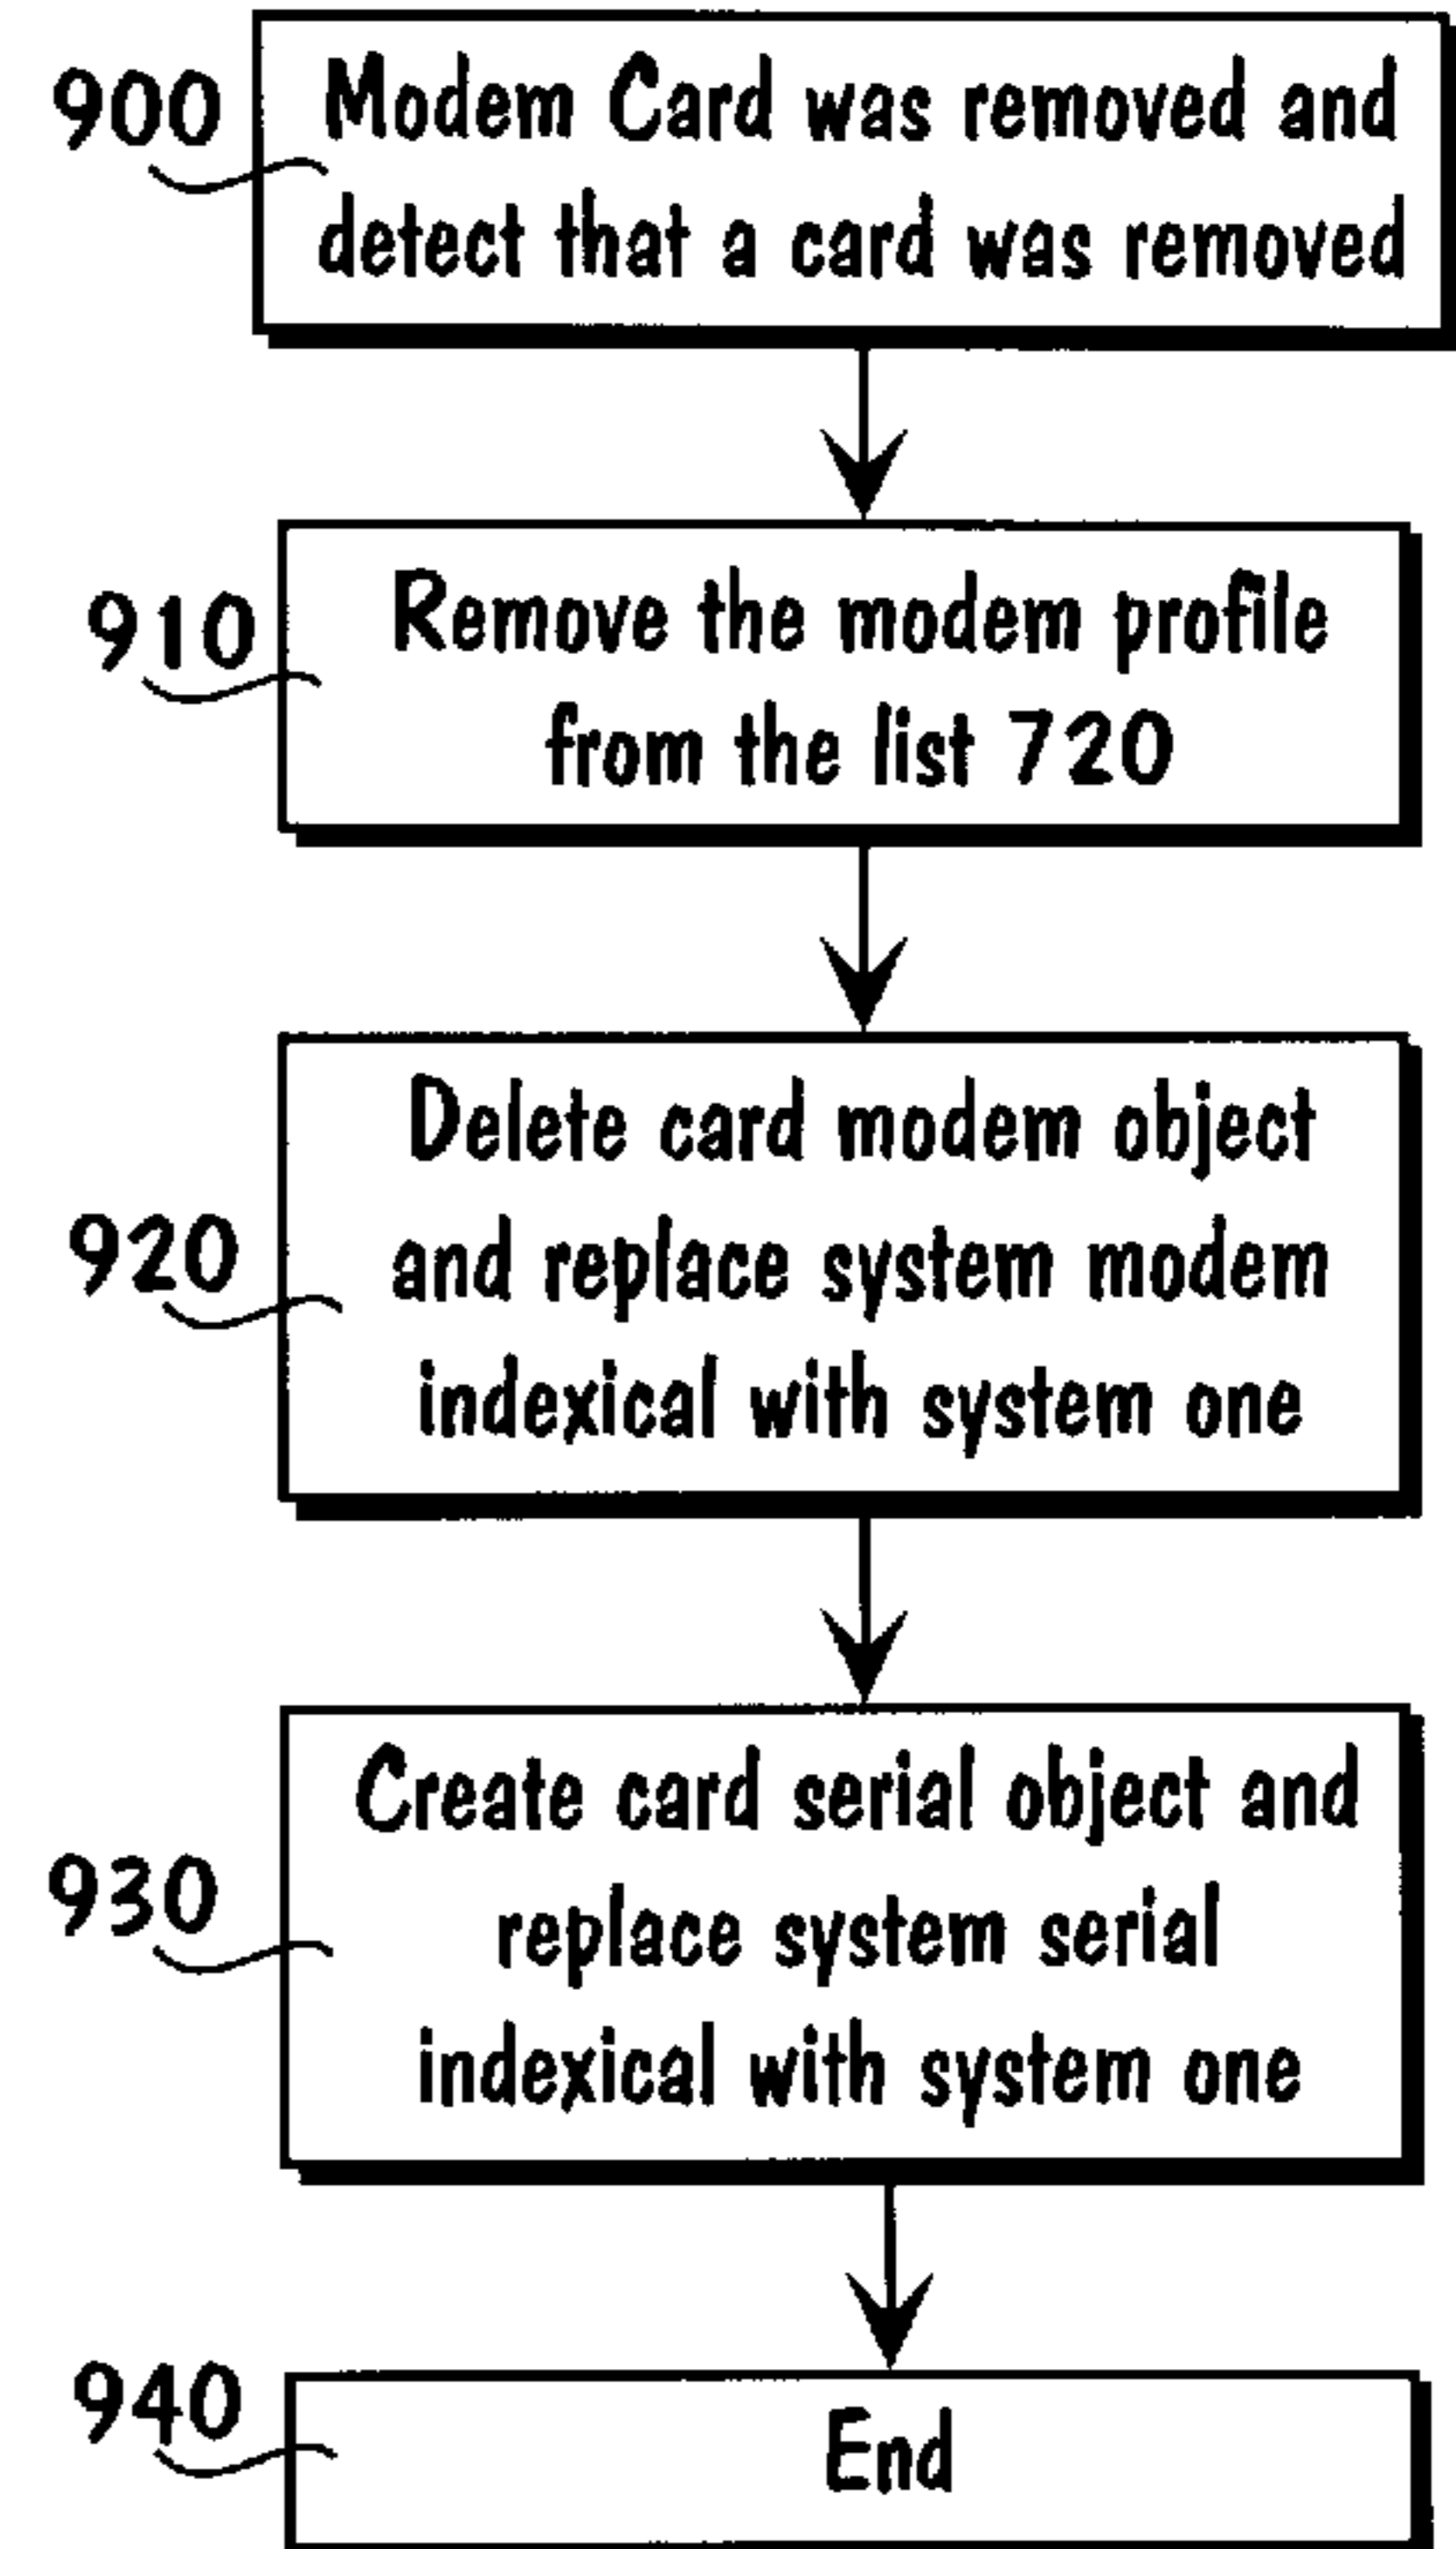 900
Modem Card was removed and
detect that a card was removed
910
Remove the modem profile
from the list 720
920
Delete card modem object
and replace system modem
indexical with system one
930
Create card serial object and
replace system serial
indexical with system one
940
End